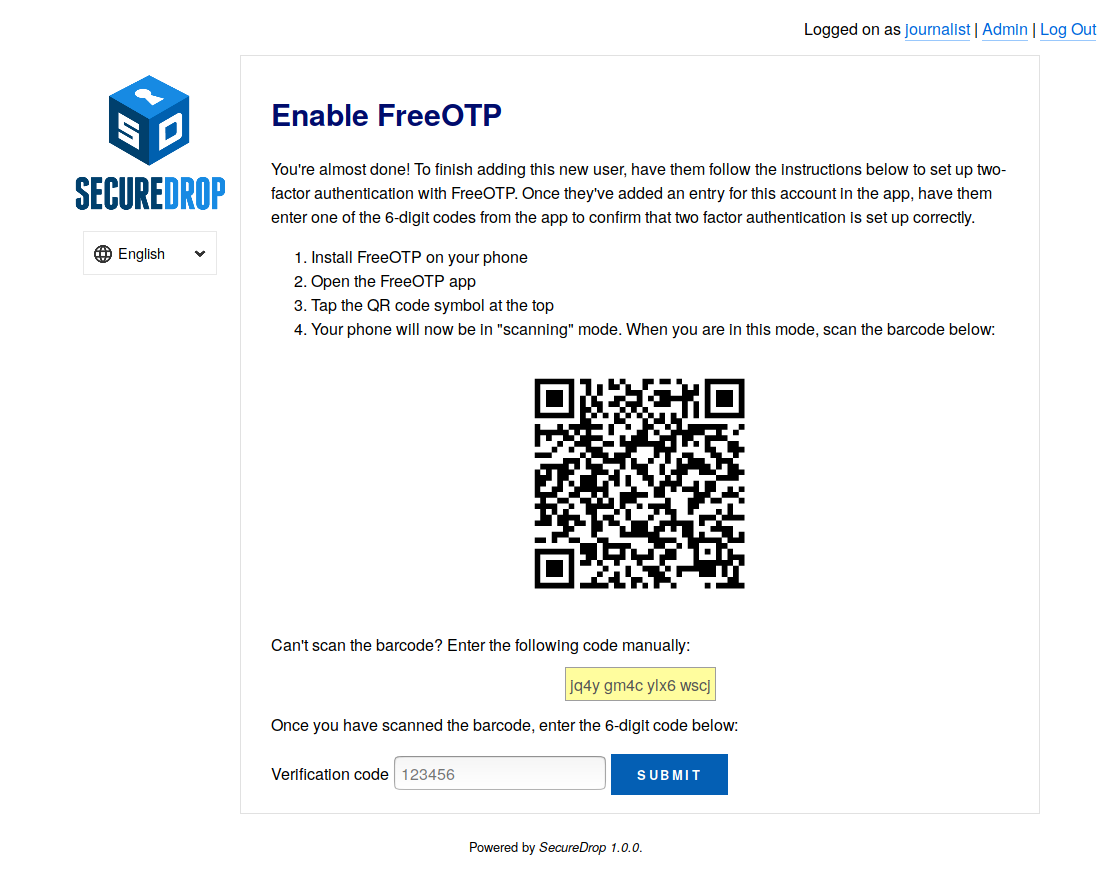 Logged on as journalist | Admin | Log Out
SD
SECUREDROP
English
Enable FreeOTP
You're almost done! To finish adding this new user, have them follow the instructions below to set up two-
factor authentication with FreeOTP. Once they've added an entry for this account in the app, have them
enter one of the 6-digit codes from the app to confirm that two factor authentication is set up correctly.
1. Install FreeOTP on your phone
2. Open the FreeOTP app
3. Tap the QR code symbol at the top
4. Your phone will now be in "scanning" mode. When you are in this mode, scan the barcode below:
Can't scan the barcode? Enter the following code manually:
jq4y gm4c ylx6 wscj
Once you have scanned the barcode, enter the 6-digit code below:
Verification code 123456 SUBMIT
Powered by SecureDrop 1.0.0.